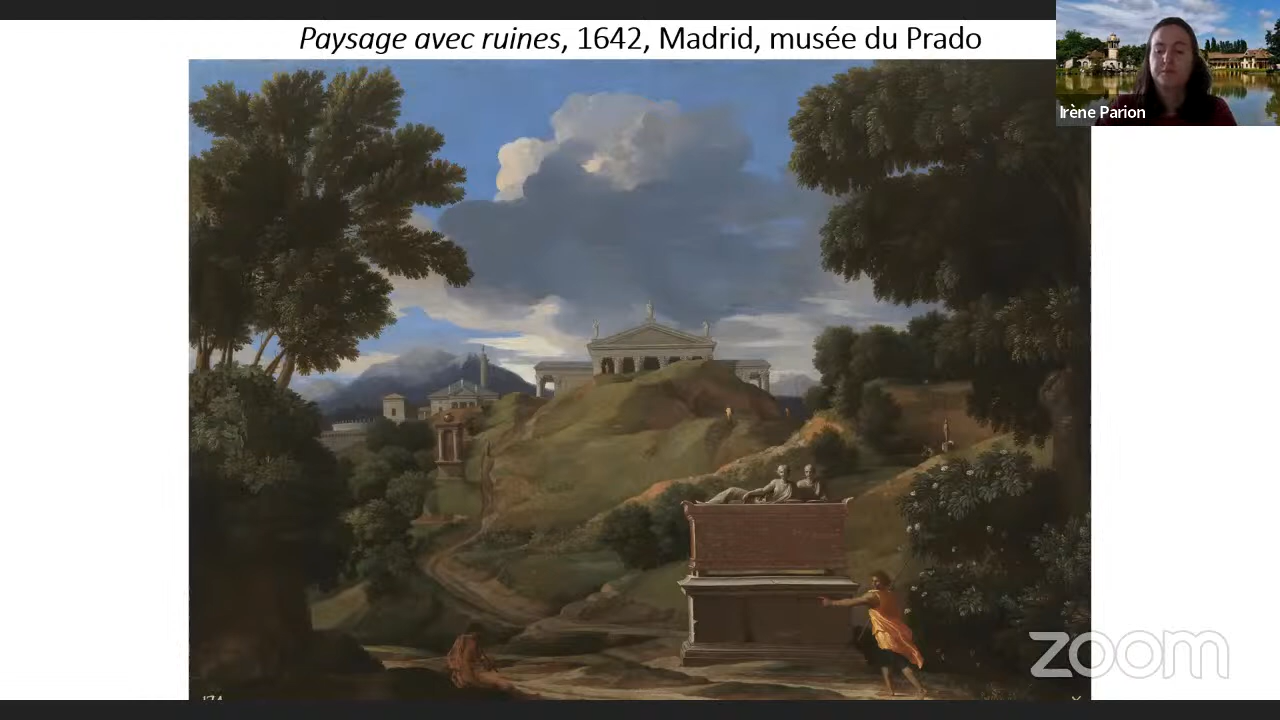 Paysage avec ruines, 1642, Madrid, musée du Prado
Irène Parion
zoom